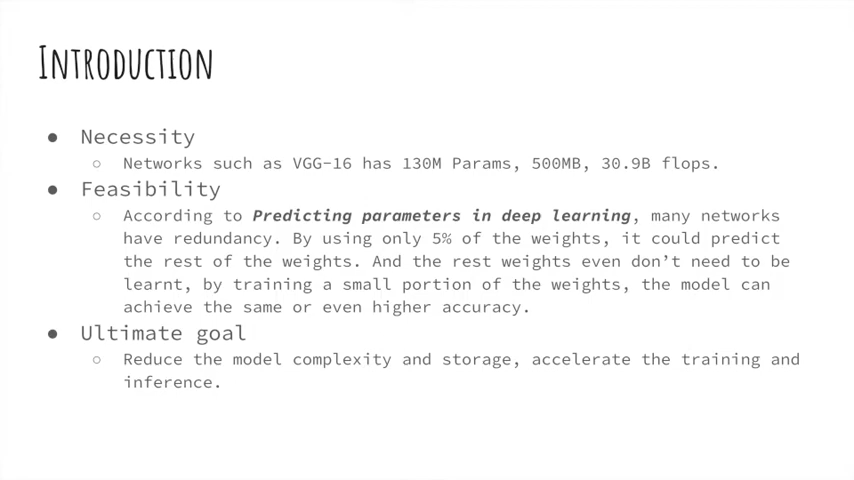 INTRODUCTION
● Necessity
○ Networks such as VGG-16 has 130M Params, 500MB, 30.9B flops.
● Feasibility
○ According to Predicting parameters in deep learning, many networks
have redundancy. By using only 5% of the weights, it could predict
the rest of the weights. And the rest weights even don’t need to be
learnt, by training a small portion of the weights, the model can
achieve the same or even higher accuracy.
● Ultimate goal
○ Reduce the model complexity and storage, accelerate the training and
inference.